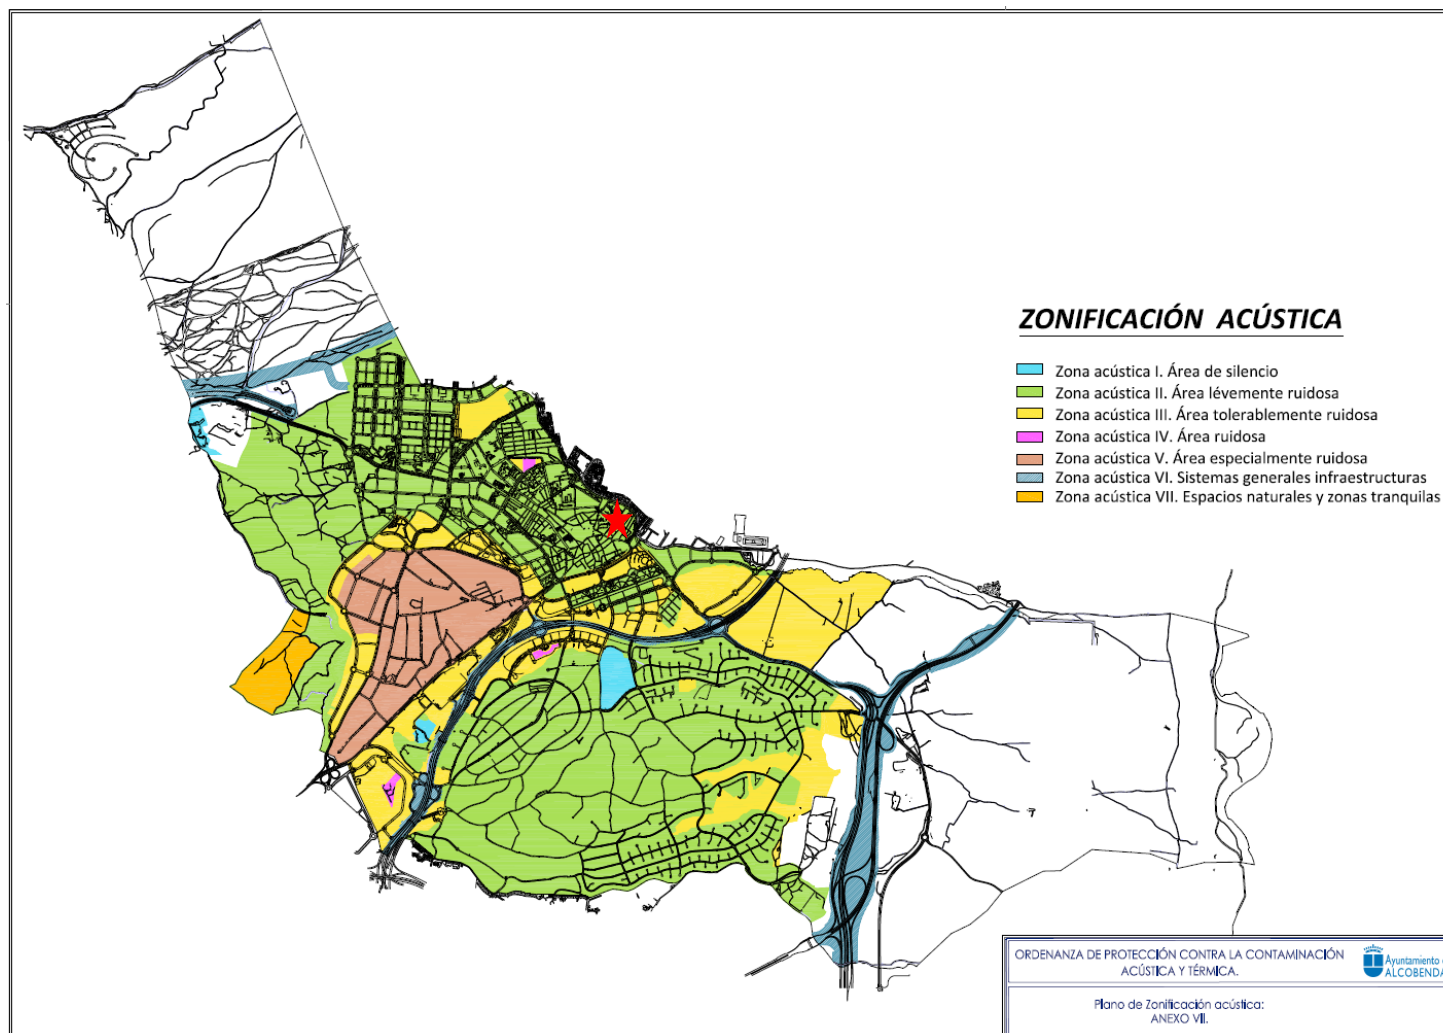 ZONIFICACIÓN ACÚSTICA
Zona acústica I. Área de silencio
Zona acústica II. Área lévemente ruidosa
Zona acústica III. Área tolerablemente ruidosa
Zona acústica IV. Área ruidosa
Zona acústica V. Área especialmente ruidosa
Zona acústica VI. Sistemas generales infraestructuras
Zona acústica VII. Espacios naturales y zonas tranquilas
ORDENANZA DE PROTECCIÓN CONTRA LA CONTAMINACIÓN
ACÚSTICA Y TÉRMICA.
Ayuntamiento
ALCOBENDA
Plano de Zonificación acústica:
ANEXO VII.